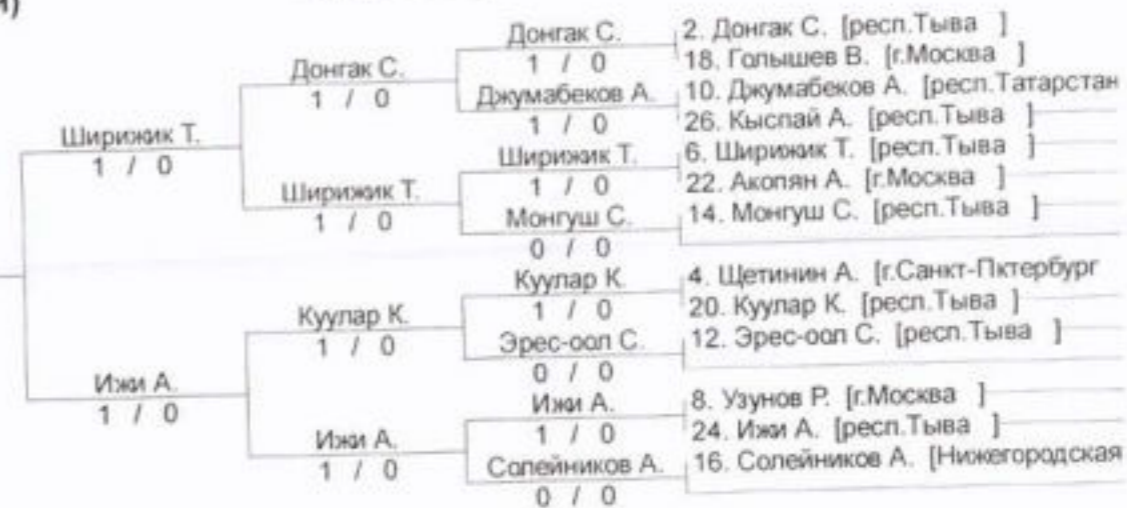 и)
Донгак С.
1 / 0
2. Донгак С. [респ.Тыва ]
18. Голышев В. [г.Москва ]
Донгак С.
1 / 0
Джумабеков А.
1 / 0
10. Джумабеков А. [респ.Татарстан
26. Кыспай А. [респ.Тыва ]
Ширижик Т.
1 / 0
Ширижик Т.
1 / 0
6. Ширижик Т. [респ.Тыва ]
22. Акопян А. [г.Москва ]
Ширижик Т.
1 / 0
Монгуш С.
0 / 0
14. Монгуш С. [респ.Тыва ]
Куулар К.
1 / 0
4. Щетинин А. [г.Санкт-Пктербург
20. Куулар К. [респ.Тыва ]
Куулар К.
1 / 0
Эрес-оол С.
0 / 0
12. Эрес-оол С. [респ.Тыва ]
Ижи А.
1 / 0
Ижи А.
1 / 0
8. Узунов Р. [г.Москва ]
24. Ижи А. [респ.Тыва ]
Ижи А.
1 / 0
Солейников А.
0 / 0
16. Солейников А. [Нижегородская